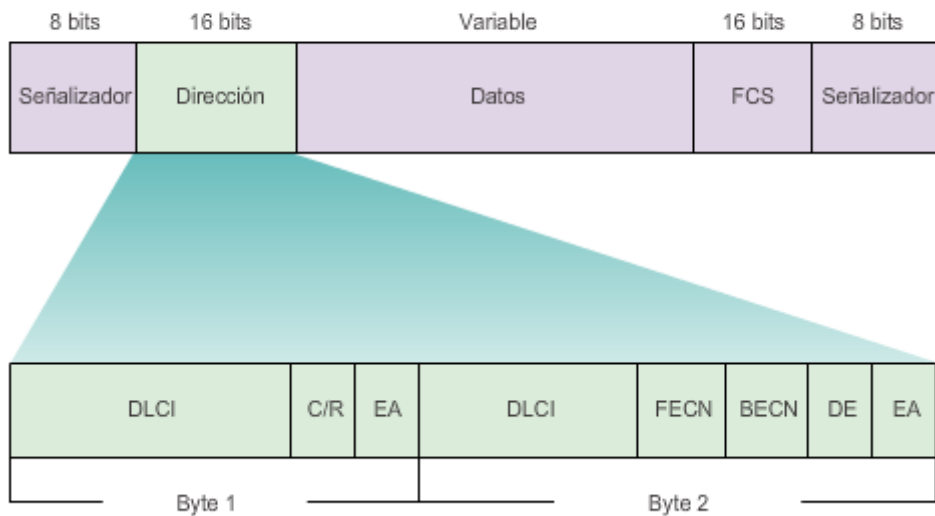 8 bits 16 bits Variable 16 bits 8 bits
Señalizador Dirección Datos FCS Señalizador
DLCI C/R EA DLCI FECN BECN DE EA
Byte 1 Byte 2